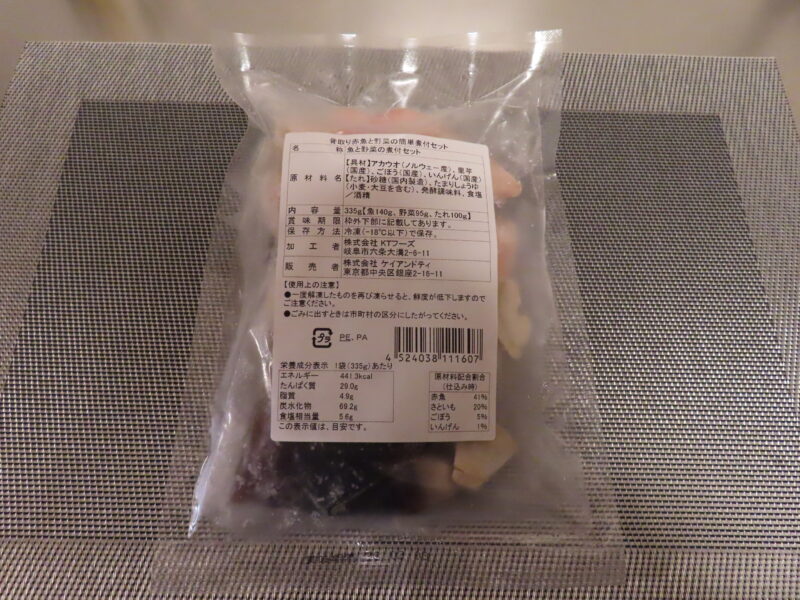 骨取り赤魚と野菜の簡単煮付セット
名 称 魚と野菜の煮付セット
原材料名 【具材】アカウオ(ノルウェー産)、里芋
(国産)、ごぼう(国産)、いんげん(国産)
【たれ】砂糖(国内製造)、たまりしょうゆ
(小麦・大豆を含む)、発酵調味料、食塩
/酒精
内容量 335g【魚140g、野菜95g、たれ100g】
賞味期限 枠外下部に記載してあります。
保存方法 冷凍(-18℃以下)で保存。
加工者 株式会社 KTフーズ
岐阜市六条大溝2-6-11
販売者 株式会社 ケイアンドティ
東京都中央区銀座2-16-11
【使用上の注意】
●一度解凍したものを再び凍らせると、鮮度が低下しますので
ご注意ください。
●ごみに出すときは市町村の区分にしたがってください。
プラ PE、PA
4 524038 111607
栄養成分表示 1袋(335g)あたり
エネルギー 441.3kcal
たんぱく質 29.0g
脂質 4.9g
炭水化物 69.2g
食塩相当量 5.6g
この表示値は、目安です。
原材料配合割合
(仕込み時)
赤魚 41%
さといも 20%
ごぼう 5%
いんげん 1%